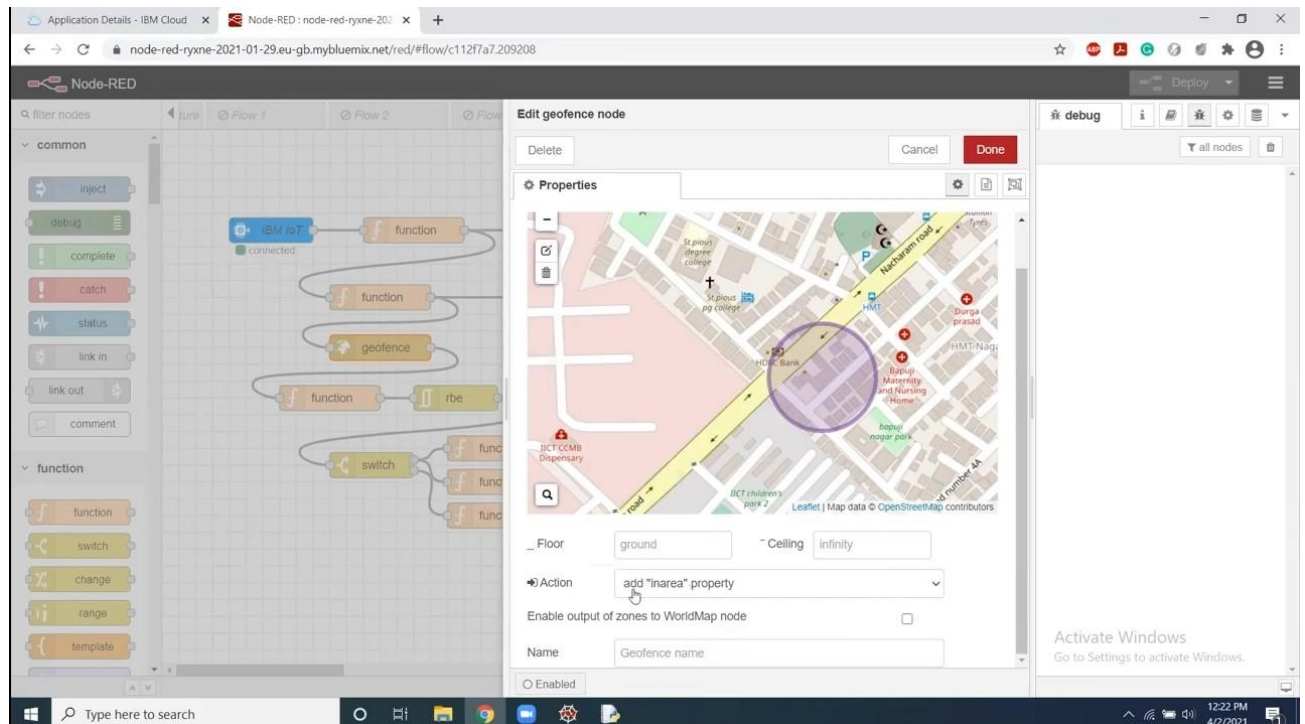 Application Details - IBM Cloud
Node-RED : node-red-ryxne-202
node-red-ryxne-2021-01-29.eu-gb.mybluemix.net/red/#flow/c112f7a7.209208
Node-RED
Deploy
filter nodes
Flow 1
Flow 2
Flow
Edit geofence node
debug
i
Delete
Cancel
Done
all nodes
common
Properties
inject
debug
complete
catch
status
link in
link out
comment
function
function
switch
change
range
template
IBM IoT
connected
function
function
geofence
function
rbe
switch
func
func
func
St.pious
degree
college
St.pious
pg college
P
Nacharam road
Tyres
HMT
Durga
prasad
HMT-Naga
HDFC Bank
Bapuji
Maternity
and Nursing
Home
bapuji
nagar park
IICT CCMB
Dispensary
IICT children's
park 2
road
number 4A
Leaflet | Map data © OpenStreetMap contributors
Floor
ground
Ceiling
infinity
Action
add "inarea" property
Enable output of zones to WorldMap node
Name
Geofence name
Enabled
Activate Windows
Go to Settings to activate Windows.
Type here to search
12:22 PM
4/2/2021